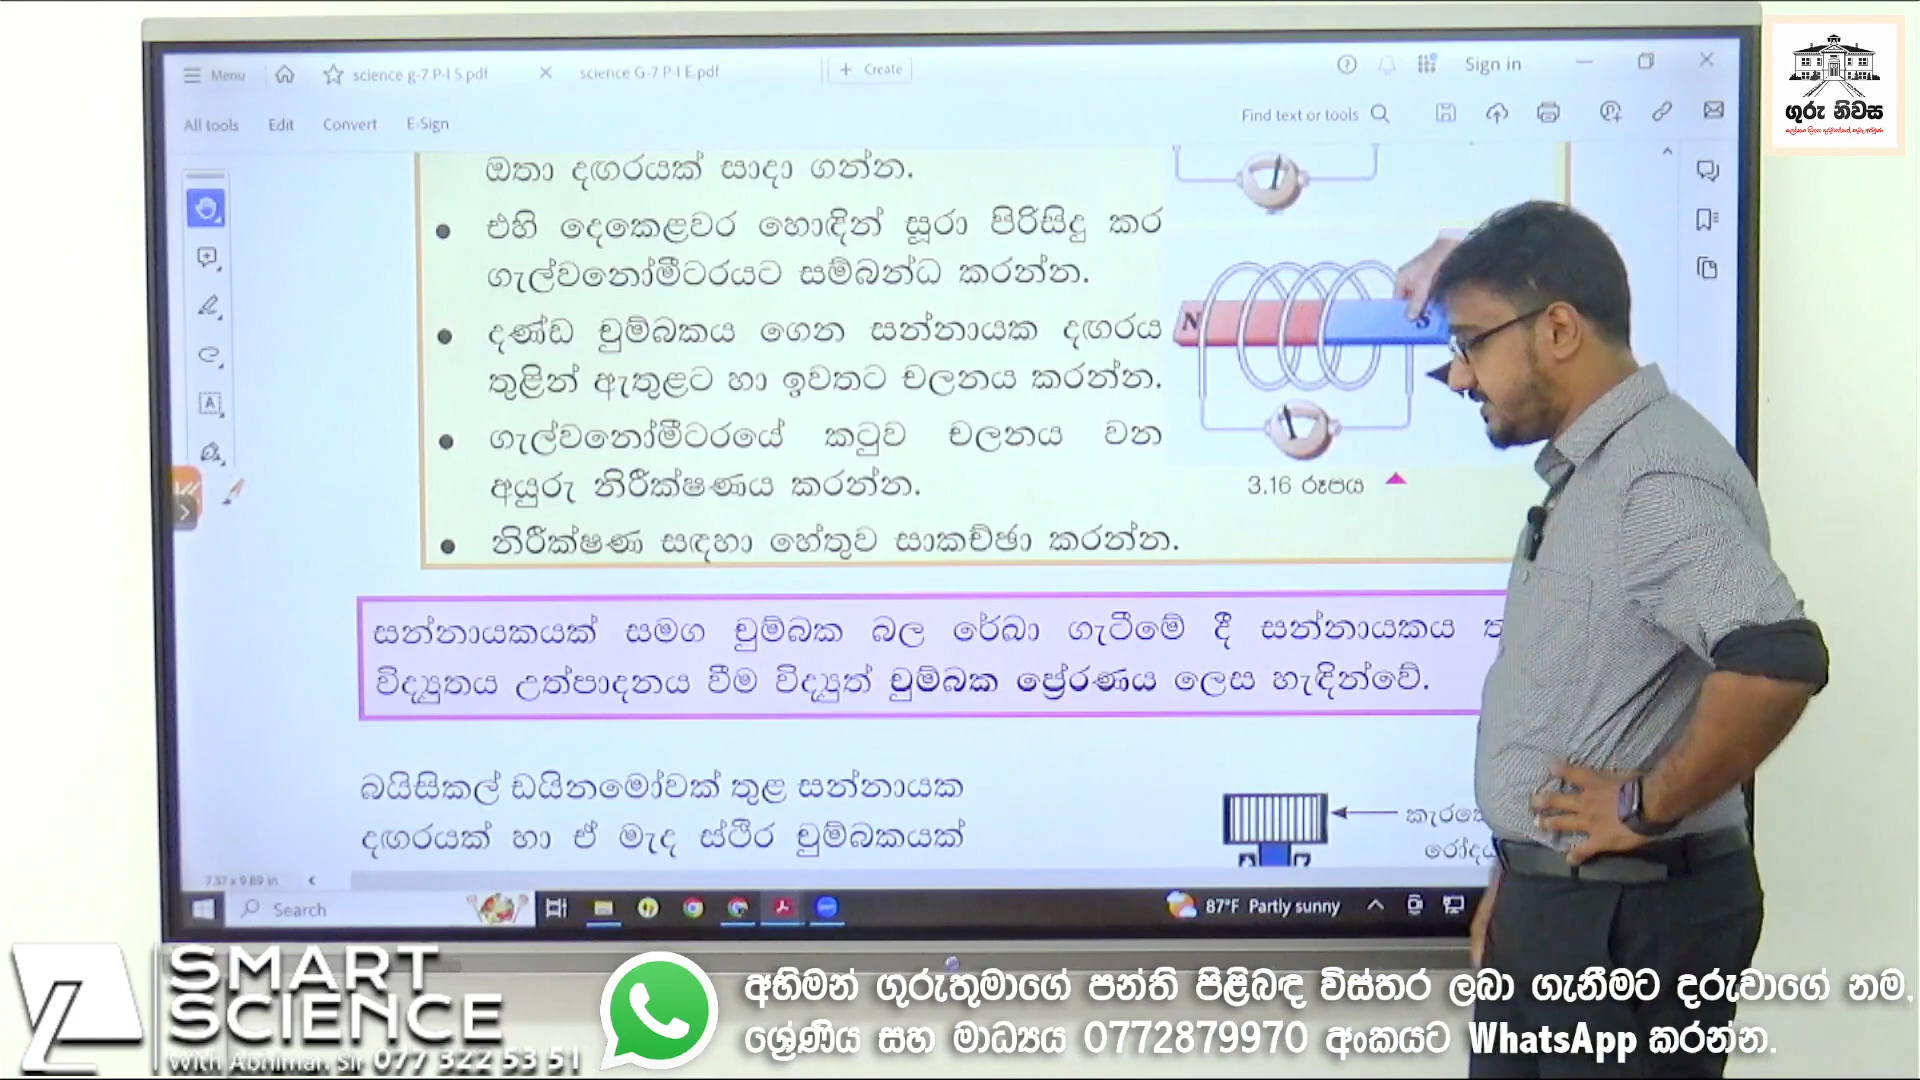 Menu
science g-7 P-I S.pdf
science G-7 P-I E.pdf
+ Create
Sign in
All tools
Edit
Convert
E-Sign
Find text or tools
ගුරු නිවස
ඔතා දඟරයක් සාදා ගන්න.
● එහි දෙකෙළවර හොඳින් සූරා පිරිසිදු කර
ගැල්වනෝමීටරයට සම්බන්ධ කරන්න.
● දණ්ඩ චුම්බකය ගෙන සන්නායක දඟරය
තුළින් ඇතුළට හා ඉවතට චලනය කරන්න.
● ගැල්වනෝමීටරයේ කටුව චලනය වන
අයුරු නිරීක්ෂණය කරන්න.
● නිරීක්ෂණ සඳහා හේතුව සාකච්ඡා කරන්න.
N
S
3.16 රූපය
සන්නායකයක් සමග චුම්බක බල රේඛා ගැටීමේ දී සන්නායකය
විද්‍යුතය උත්පාදනය වීම විද්‍යුත් චුම්බක ප්‍රේරණය ලෙස හැඳින්වේ.
බයිසිකල් ඩයිනමෝවක් තුළ සන්නායක
දඟරයක් හා ඒ මැද ස්ථිර චුම්බකයක්
7.37 x 9.89 in
Search
87°F Partly sunny
SMART
SCIENCE
With Abhiman Sir 077 322 53 51
අභිමන් ගුරුතුමාගේ පන්ති පිළිබඳ විස්තර ලබා ගැනීමට දරුවාගේ නම,
ශ්‍රේණිය සහ මාධ්‍යය 0772879970 අංකයට WhatsApp කරන්න.